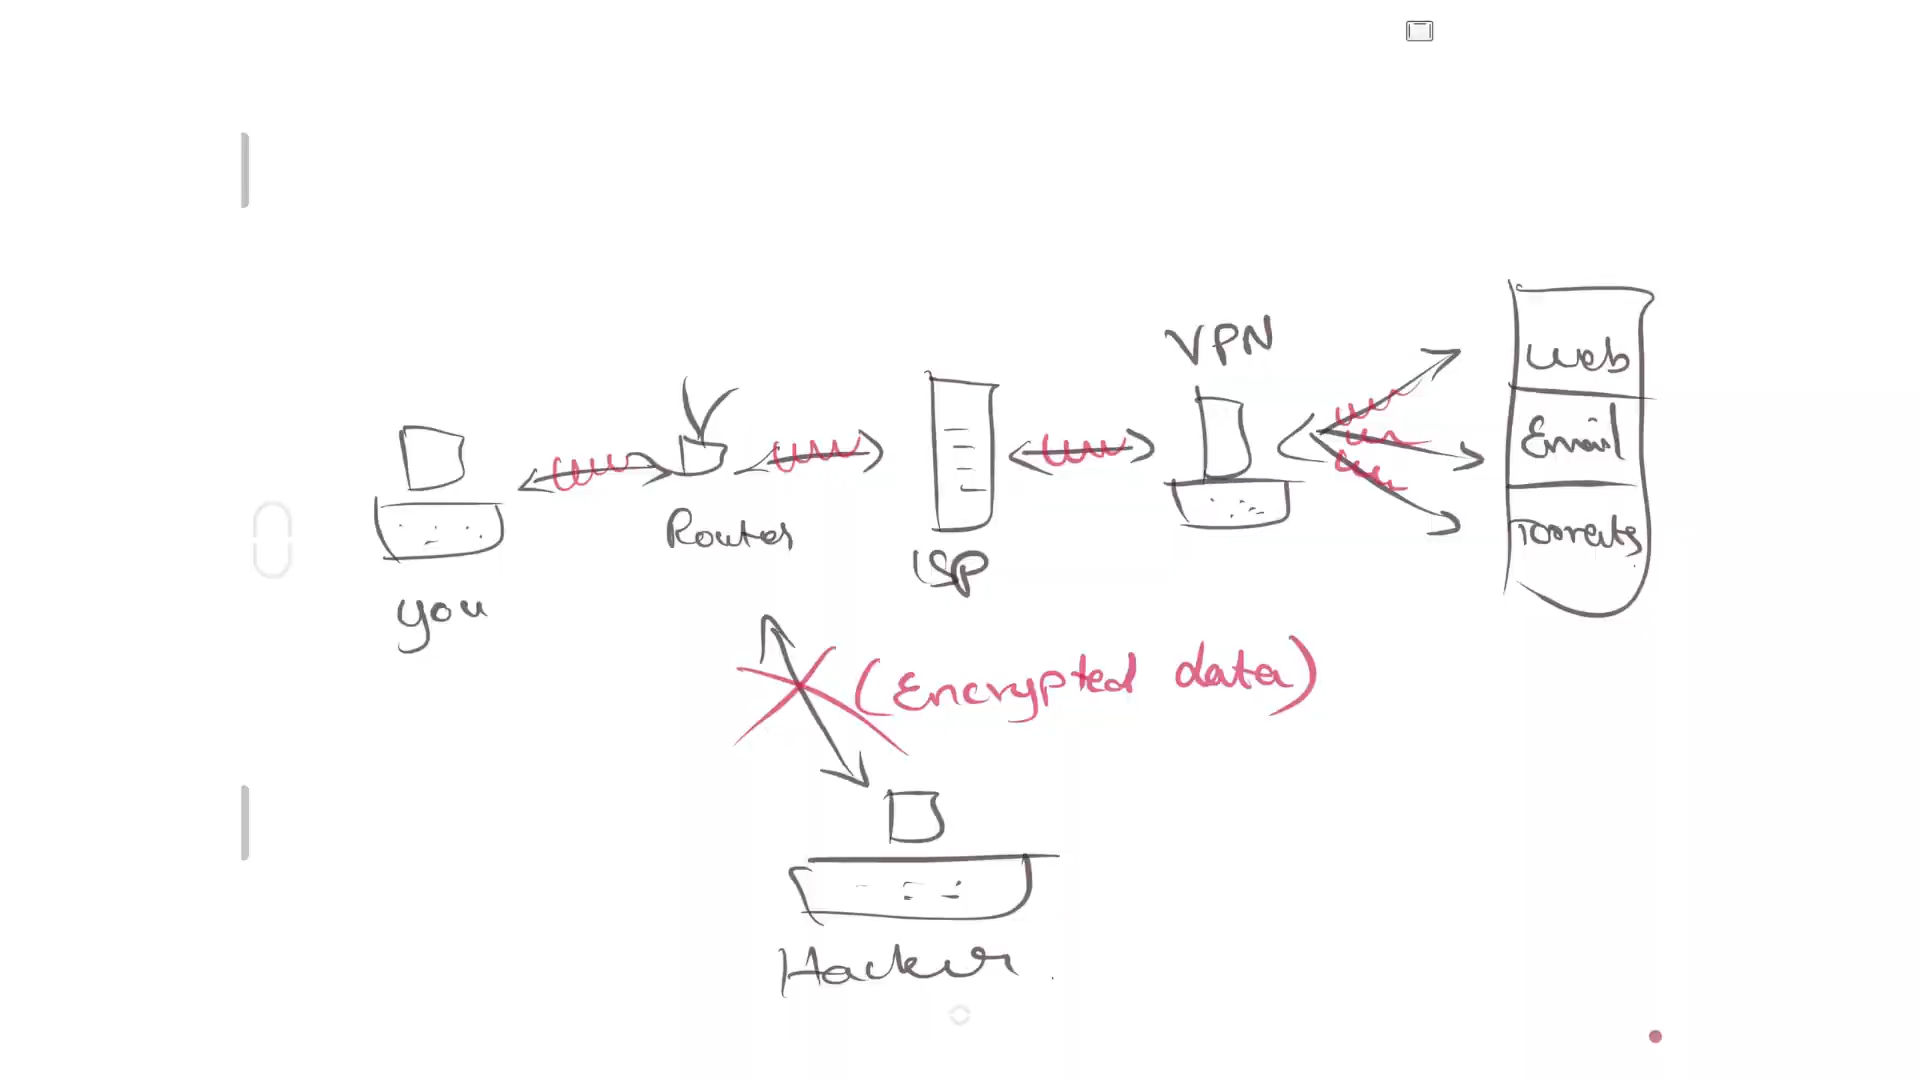 VPN
Web
Email
Torrents
Router
ISP
you
(Encrypted data)
Hacker